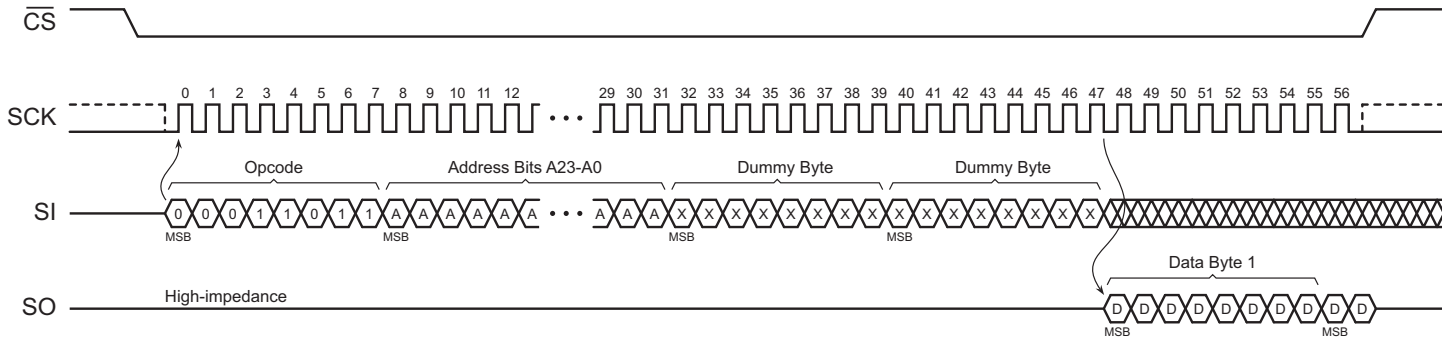 CS
0 1 2 3 4 5 6 7 8 9 10 11 12 29 30 31 32 33 34 35 36 37 38 39 40 41 42 43 44 45 46 47 48 49 50 51 52 53 54 55 56
SCK
Opcode Address Bits A23-A0 Dummy Byte Dummy Byte
SI 0 0 0 1 1 0 1 1 A A A A A A A A A X X X X X X X X X X X X X X X X
MSB MSB MSB MSB
Data Byte 1
High-impedance
SO D D D D D D D D D D
MSB MSB